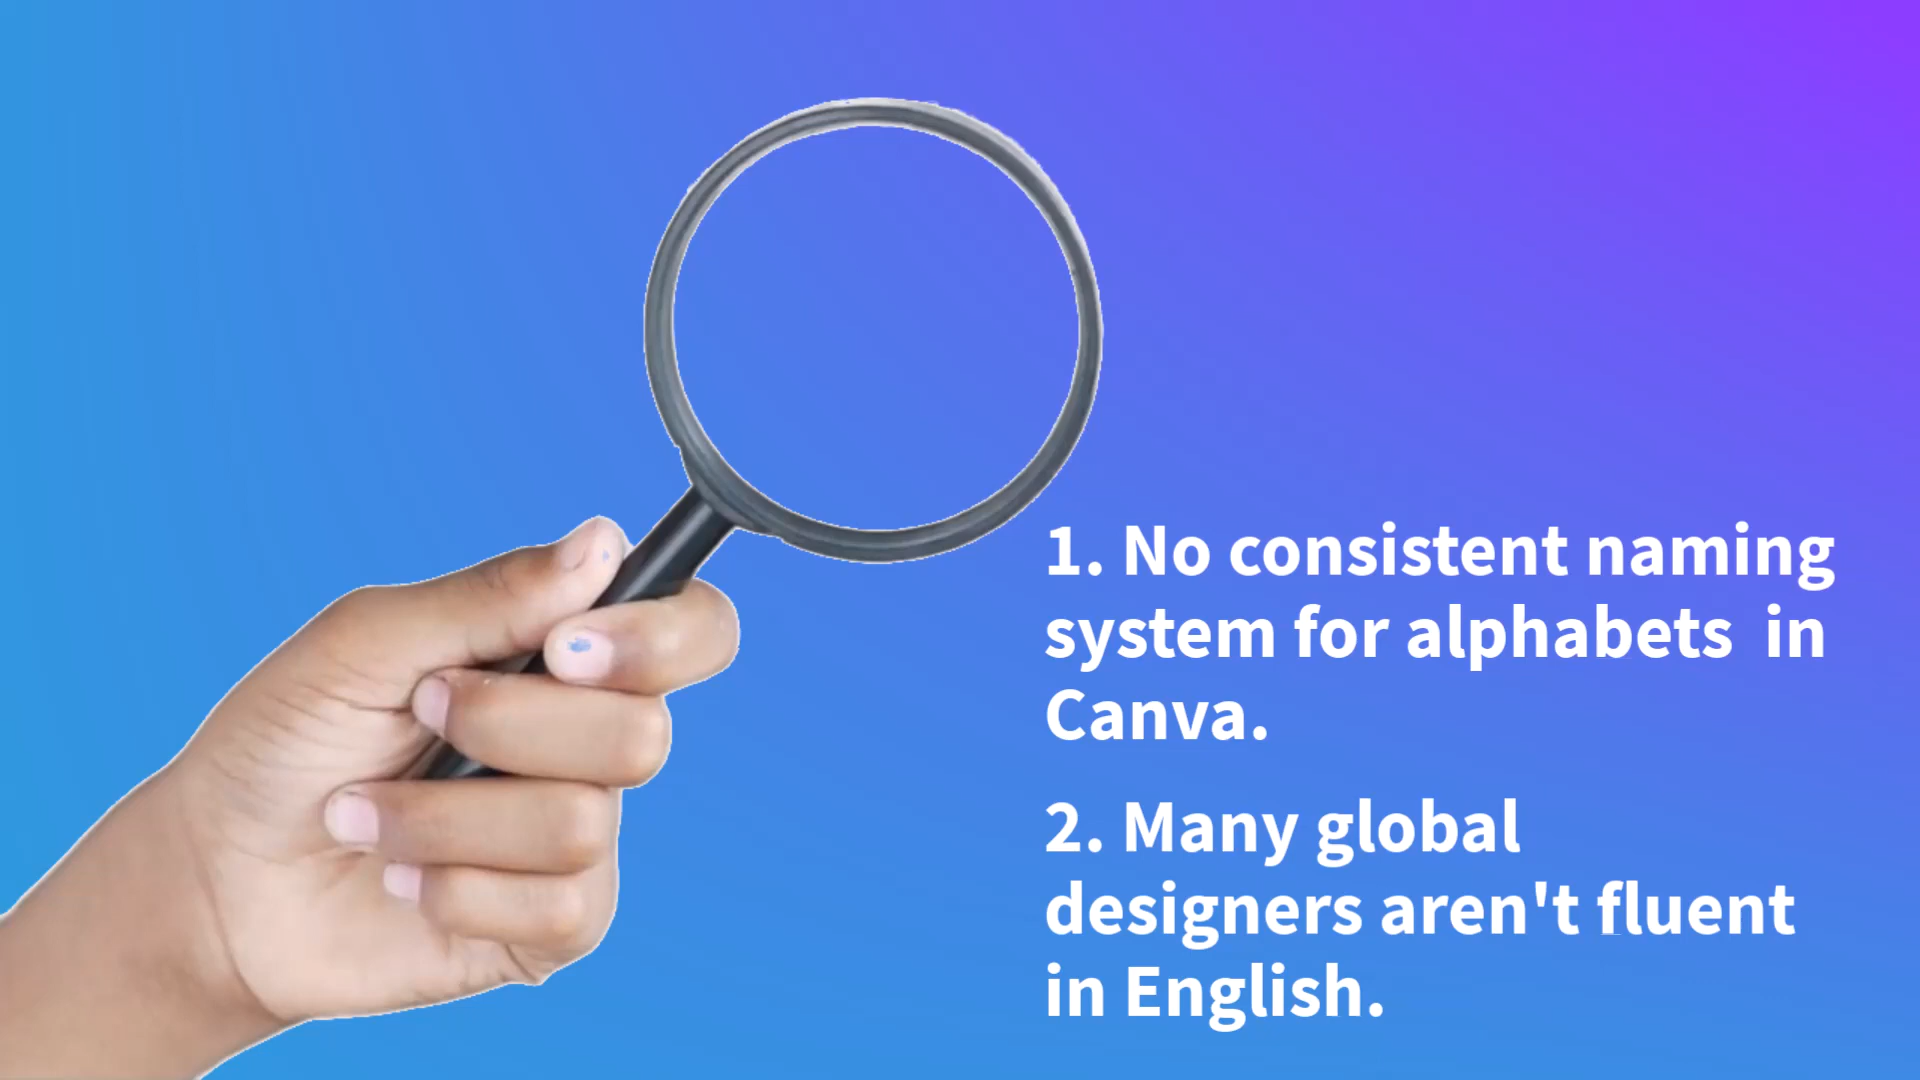 1. No consistent naming
system for alphabets  in
Canva.
2. Many global
designers aren't fluent
in English.